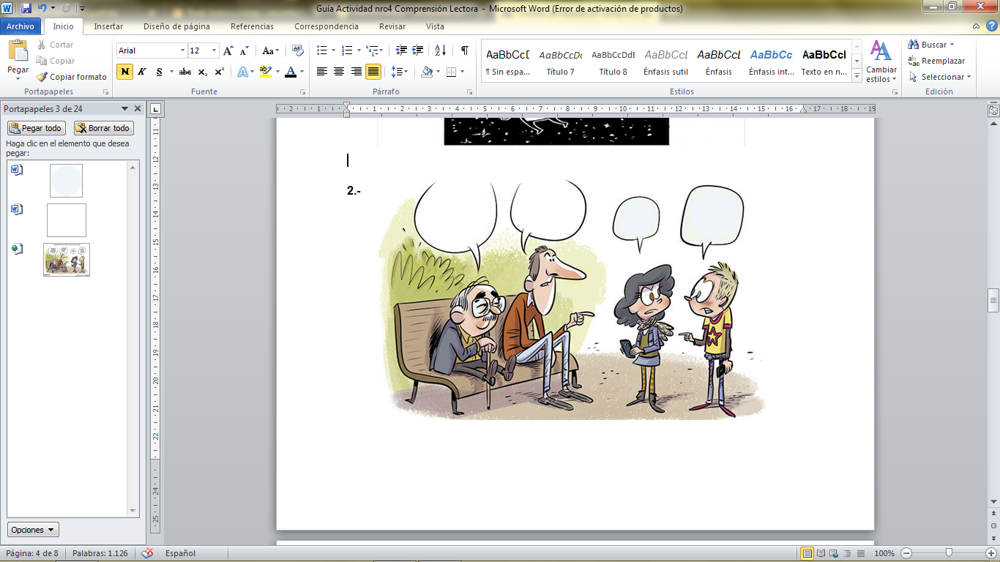 Guía Actividad nro4 Comprensión Lectora - Microsoft Word (Error de activación de productos)
Archivo Inicio Insertar Diseño de página Referencias Correspondencia Revisar Vista
Pegar
Cortar
Copiar
Copiar formato
Portapapeles
Arial 12
N K S abc x₂ x²
Fuente
Párrafo
AaBbCcD AaBbCcDc AaBbCcDdE AaBbCcL AaBbCcL AaBbCc AaBbCcI
¶ Sin espa... Título 7 Título 8 Énfasis sutil Énfasis Énfasis int... Texto en n...
Cambiar estilos
Estilos
Buscar
Reemplazar
Seleccionar
Edición
Portapapeles 3 de 24
Pegar todo Borrar todo
Haga clic en el elemento que desea
pegar:
2.-
Opciones
Página: 4 de 8 Palabras: 1.126 Español 100%